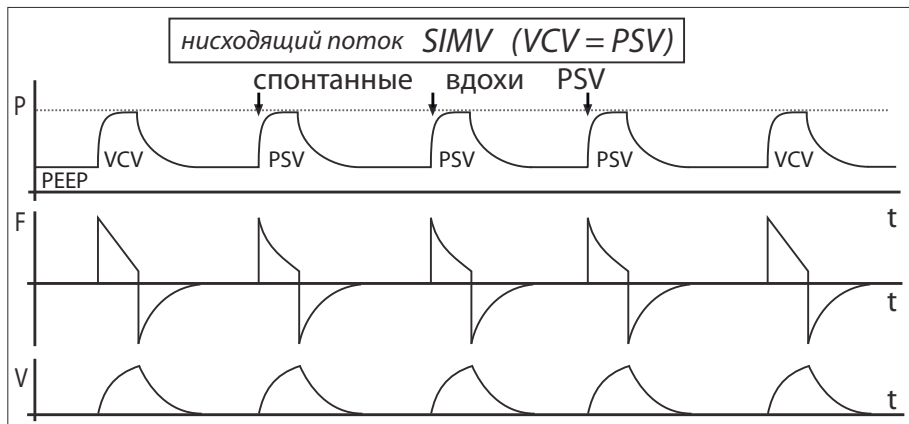 нисходящий поток SIMV (VCV = PSV)
спонтанные вдохи PSV
P
VCV PSV PSV PSV VCV
PEEP
F t
t
V t